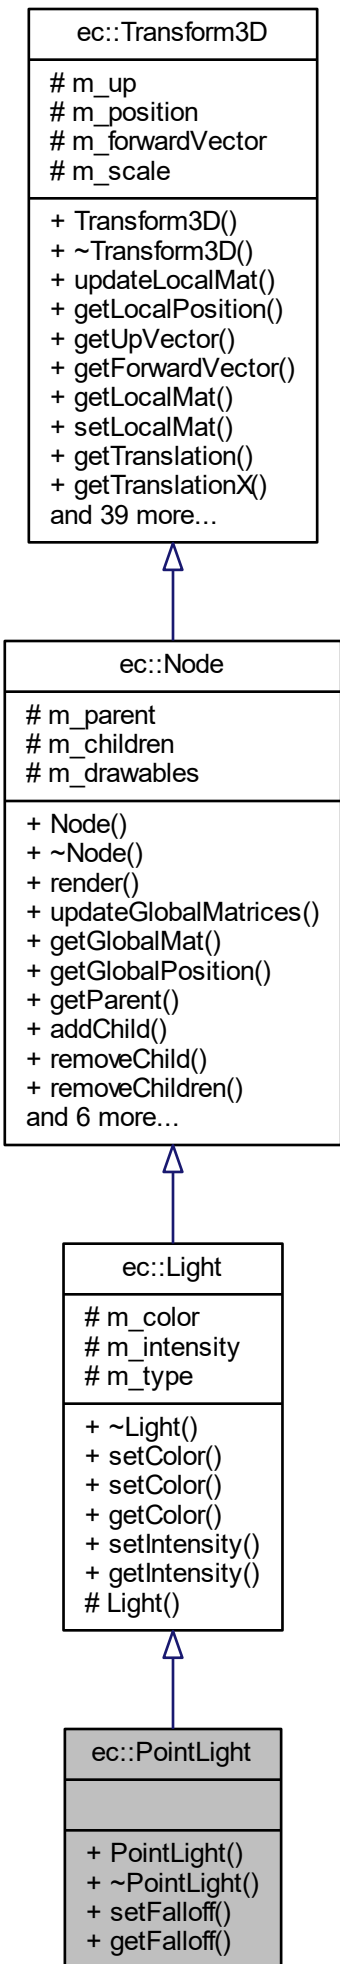 ec::Transform3D
# m_up
# m_position
# m_forwardVector
# m_scale
+ Transform3D()
+ ~Transform3D()
+ updateLocalMat()
+ getLocalPosition()
+ getUpVector()
+ getForwardVector()
+ getLocalMat()
+ setLocalMat()
+ getTranslation()
+ getTranslationX()
and 39 more...
ec::Node
# m_parent
# m_children
# m_drawables
+ Node()
+ ~Node()
+ render()
+ updateGlobalMatrices()
+ getGlobalMat()
+ getGlobalPosition()
+ getParent()
+ addChild()
+ removeChild()
+ removeChildren()
and 6 more...
ec::Light
# m_color
# m_intensity
# m_type
+ ~Light()
+ setColor()
+ setColor()
+ getColor()
+ setIntensity()
+ getIntensity()
# Light()
ec::PointLight
+ PointLight()
+ ~PointLight()
+ setFalloff()
+ getFalloff()